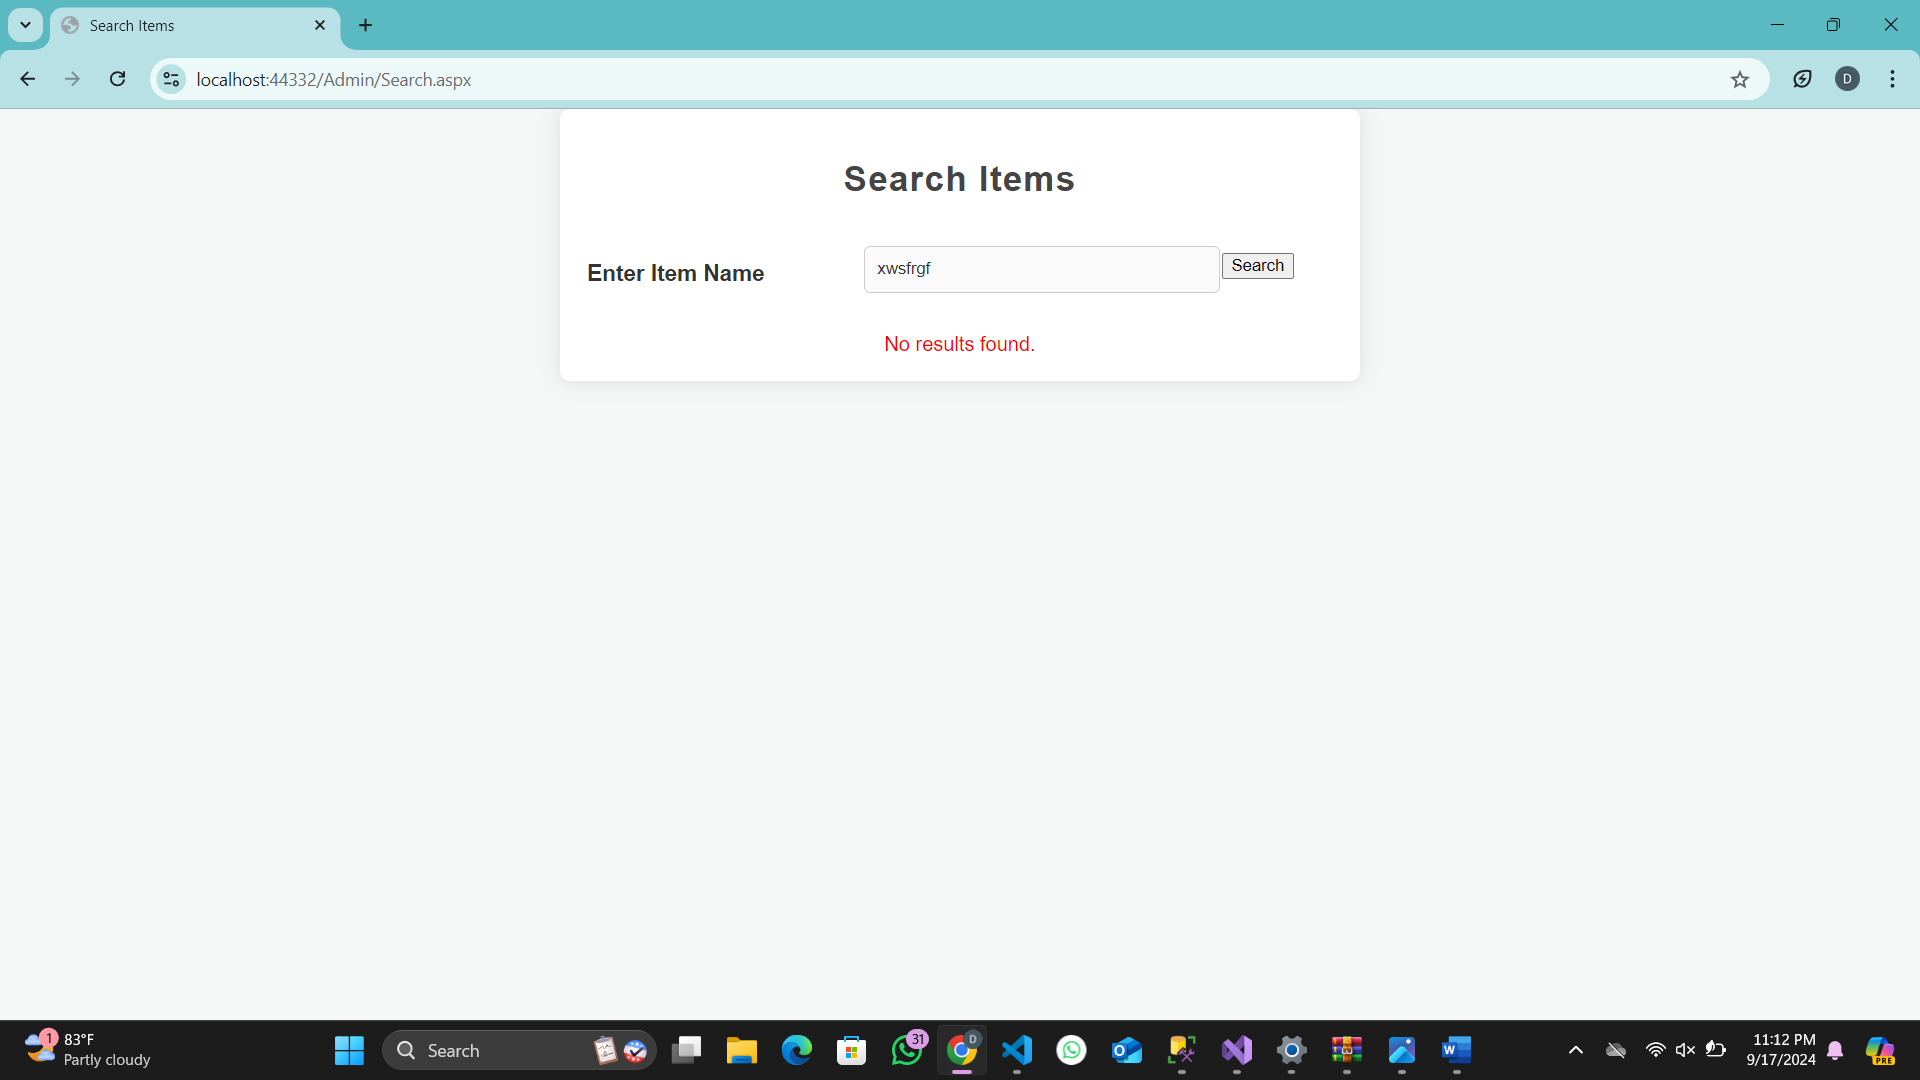 Search Items
localhost:44332/Admin/Search.aspx
D
Search Items
Enter Item Name
xwsfrgf
Search
No results found.
1
83°F
Partly cloudy
Search
31
D
W
PRE
11:12 PM
9/17/2024